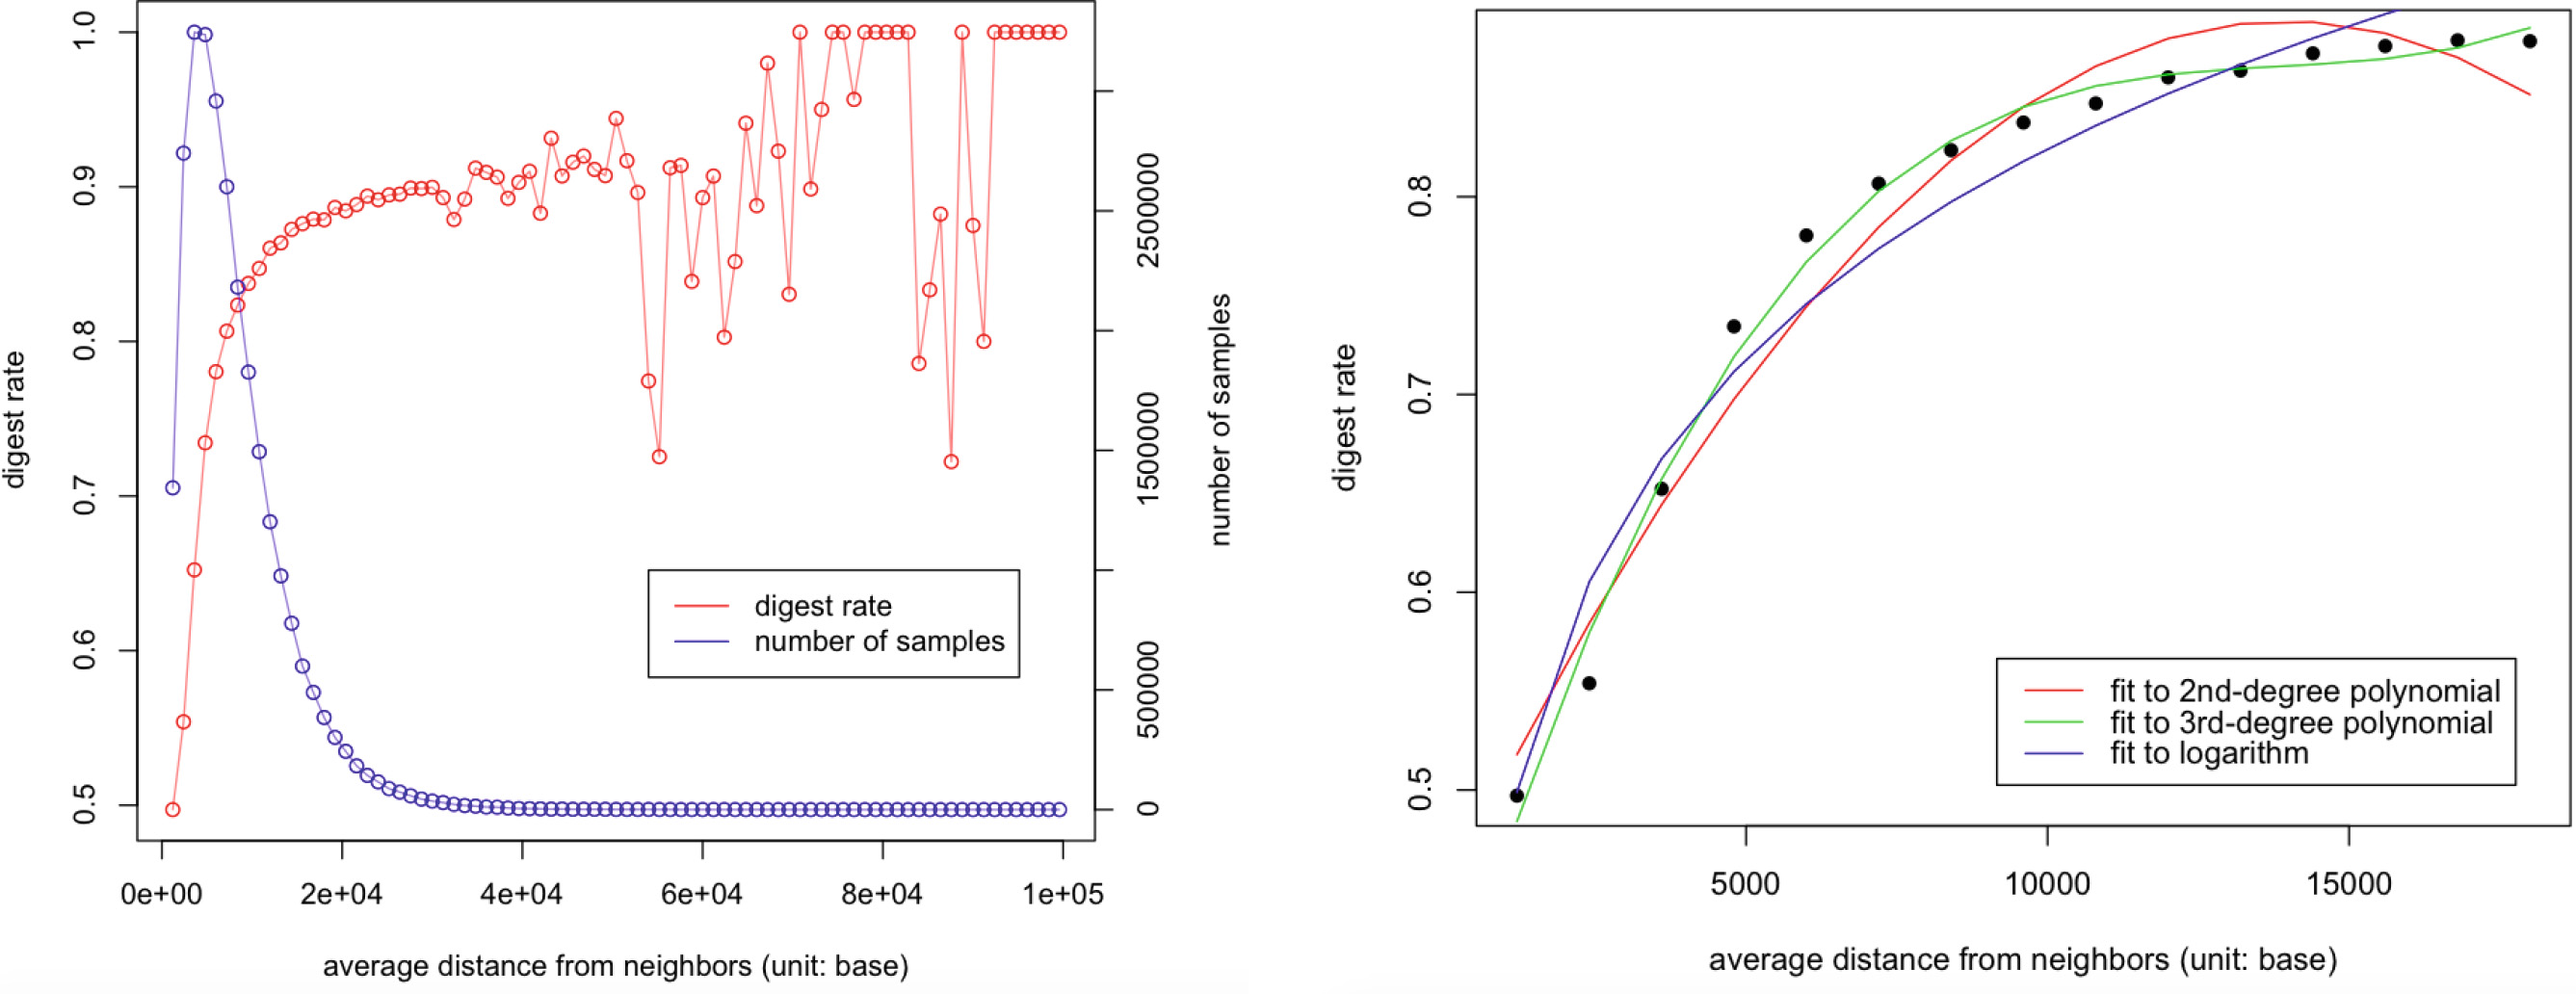 digest rate
1.0
0.9
0.8
0.7
0.6
0.5
0e+00 2e+04 4e+04 6e+04 8e+04 1e+05
average distance from neighbors (unit: base)
number of samples
2500000
1500000
500000
0
digest rate
number of samples
digest rate
0.8
0.7
0.6
0.5
5000 10000 15000
average distance from neighbors (unit: base)
fit to 2nd-degree polynomial
fit to 3rd-degree polynomial
fit to logarithm